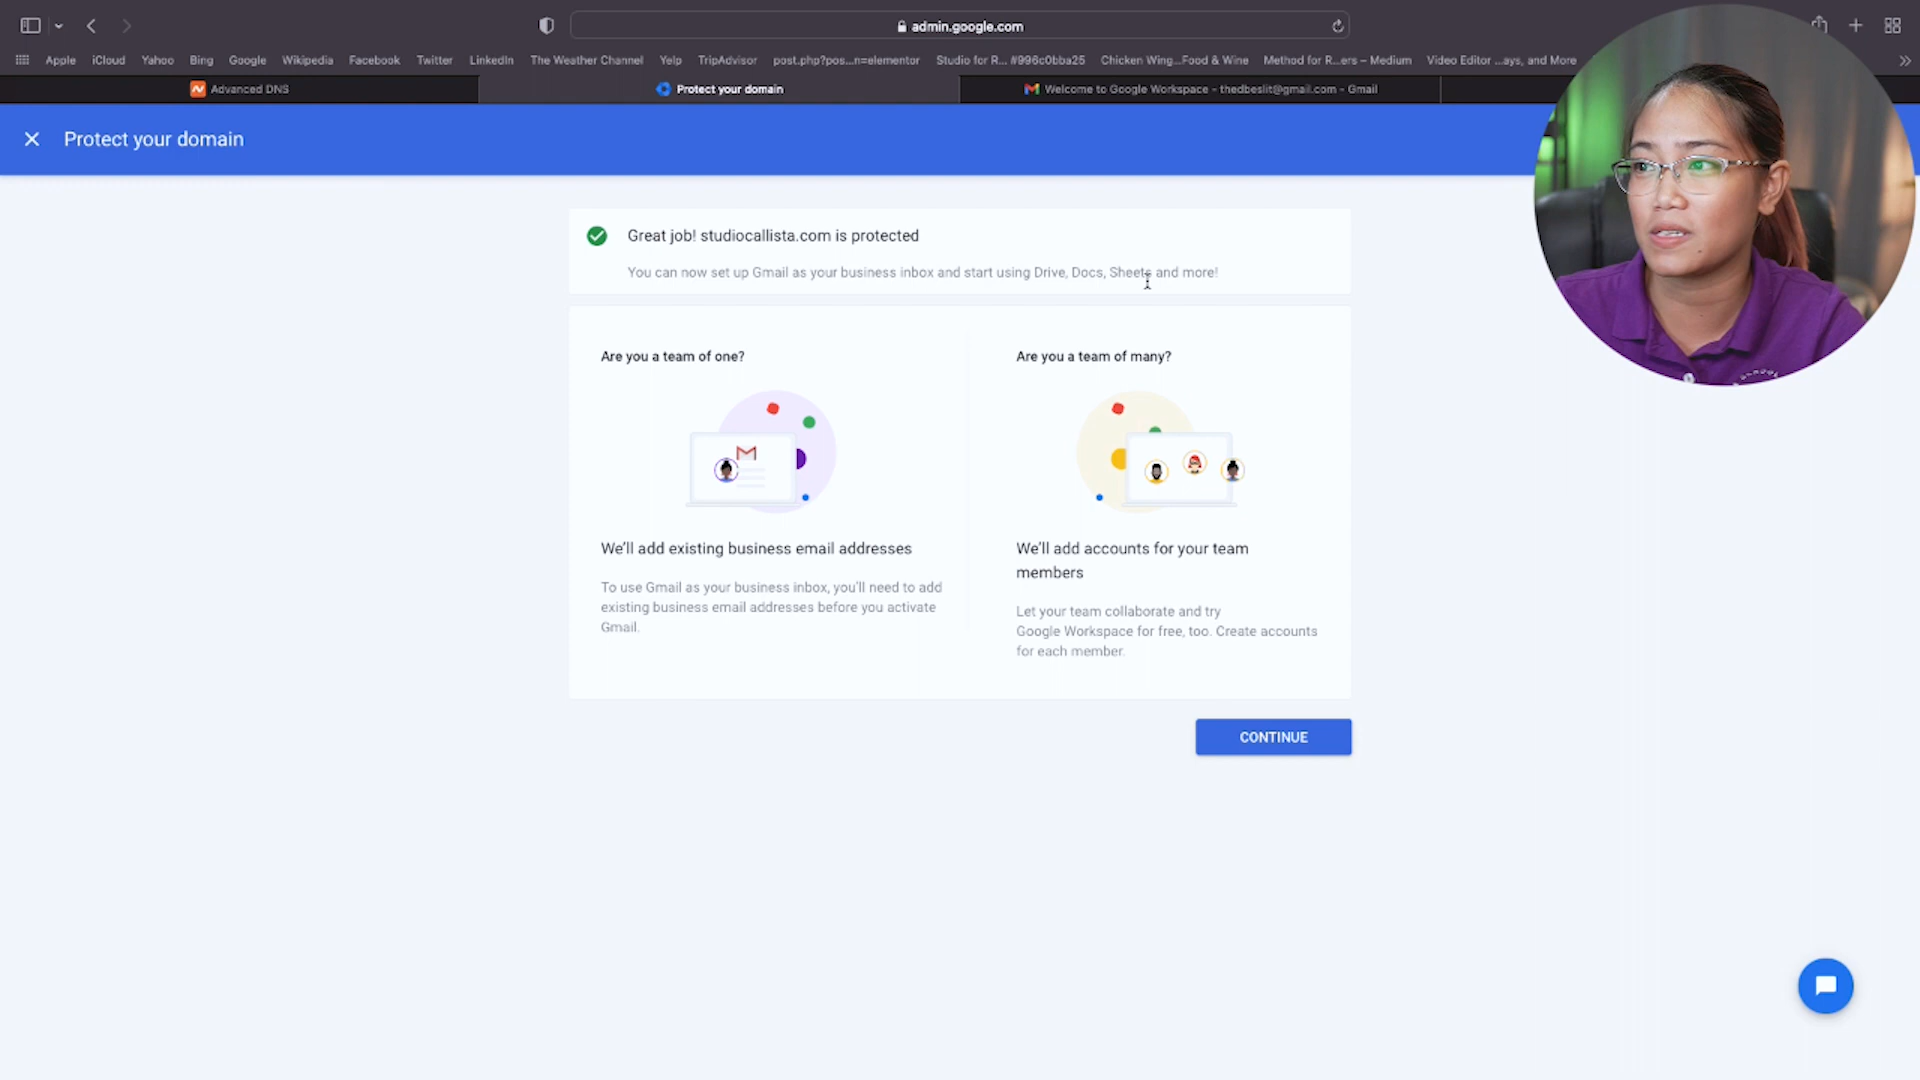 admin.google.com
Apple iCloud Yahoo Bing Google Wikipedia Facebook Twitter LinkedIn The Weather Channel Yelp TripAdvisor post.php?pos...n=elementor Studio for R... #996c0bba25 Chicken Wing...Food & Wine Method for R...ers – Medium Video Editor ...ays, and More
Advanced DNS
Protect your domain
Welcome to Google Workspace - thedbeslit@gmail.com - Gmail
Protect your domain
Great job! studiocallista.com is protected
You can now set up Gmail as your business inbox and start using Drive, Docs, Sheets and more!
Are you a team of one?
We'll add existing business email addresses
To use Gmail as your business inbox, you'll need to add
existing business email addresses before you activate
Gmail.
Are you a team of many?
We'll add accounts for your team
members
Let your team collaborate and try
Google Workspace for free, too. Create accounts
for each member.
CONTINUE